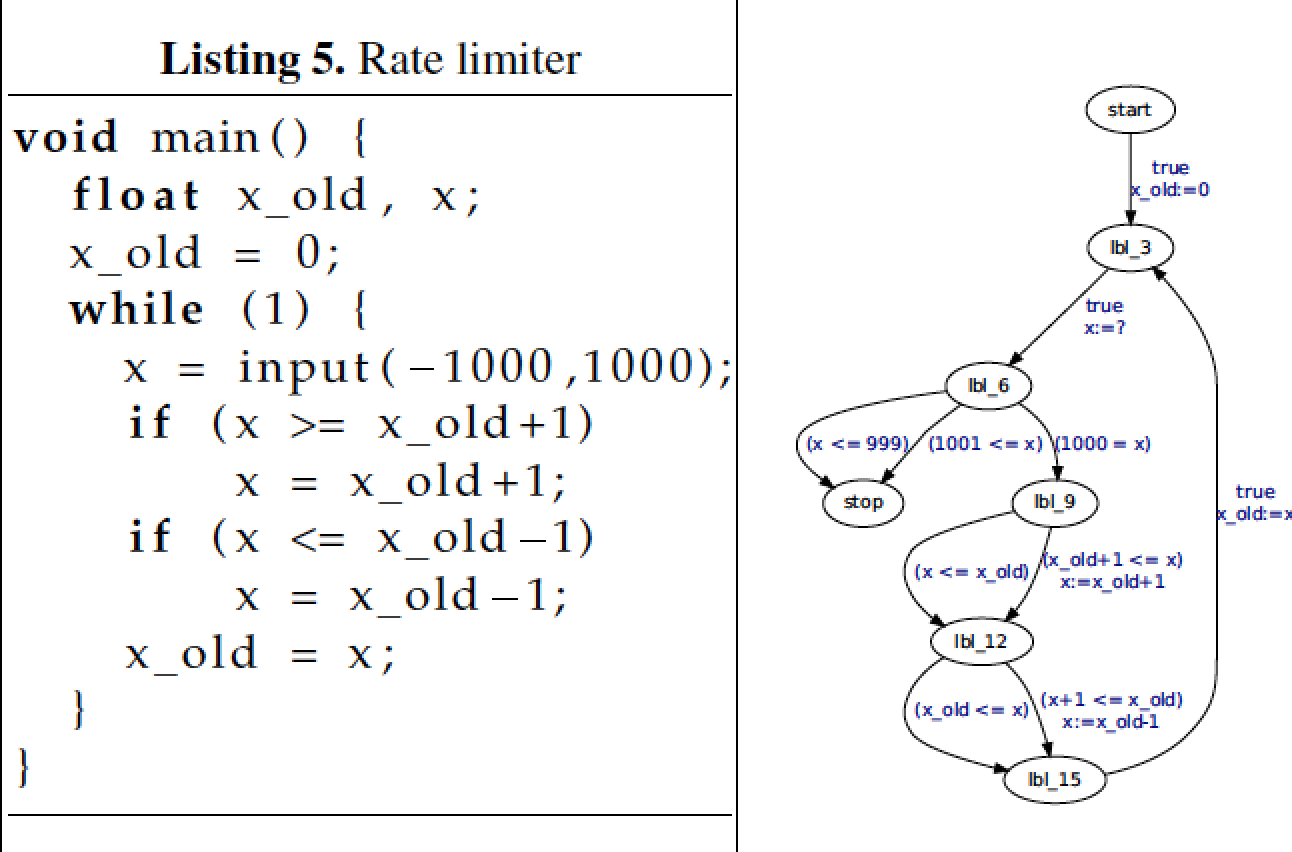 Listing 5. Rate limiter
void main() {
float x_old, x;
x_old = 0;
while (1) {
x = input(-1000,1000);
if (x >= x_old+1)
x = x_old+1;
if (x <= x_old-1)
x = x_old-1;
x_old = x;
}
}
start
true
x_old:=0
lbl_3
true
x:=?
lbl_6
(x <= 999)
(1001 <= x)
(1000 = x)
stop
lbl_9
true
x_old:=x
(x <= x_old)
(x_old+1 <= x)
x:=x_old+1
lbl_12
(x_old <= x)
(x+1 <= x_old)
x:=x_old-1
lbl_15